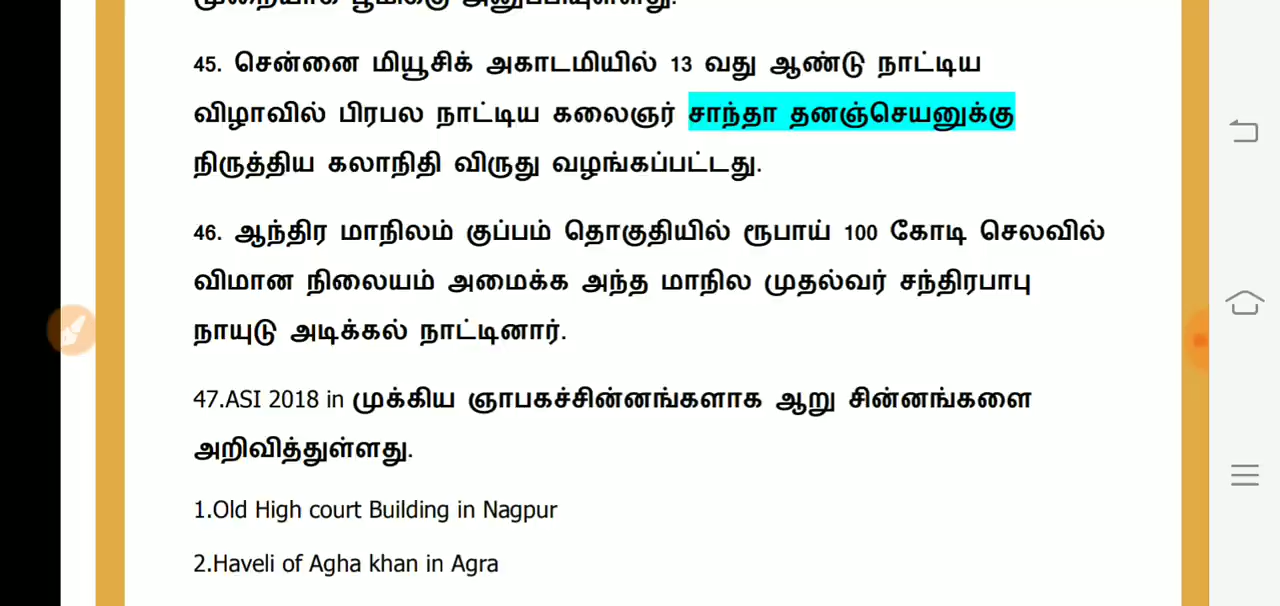 45. சென்னை மியூசிக் அகாடமியில் 13 வது ஆண்டு நாட்டிய
விழாவில் பிரபல நாட்டிய கலைஞர் சாந்தா தனஞ்செயனுக்கு
நிருத்திய கலாநிதி விருது வழங்கப்பட்டது.
46. ஆந்திர மாநிலம் குப்பம் தொகுதியில் ரூபாய் 100 கோடி செலவில்
விமான நிலையம் அமைக்க அந்த மாநில முதல்வர் சந்திரபாபு
நாயுடு அடிக்கல் நாட்டினார்.
47.ASI 2018 in முக்கிய ஞாபகச்சின்னங்களாக ஆறு சின்னங்களை
அறிவித்துள்ளது.
1.Old High court Building in Nagpur
2.Haveli of Agha khan in Agra